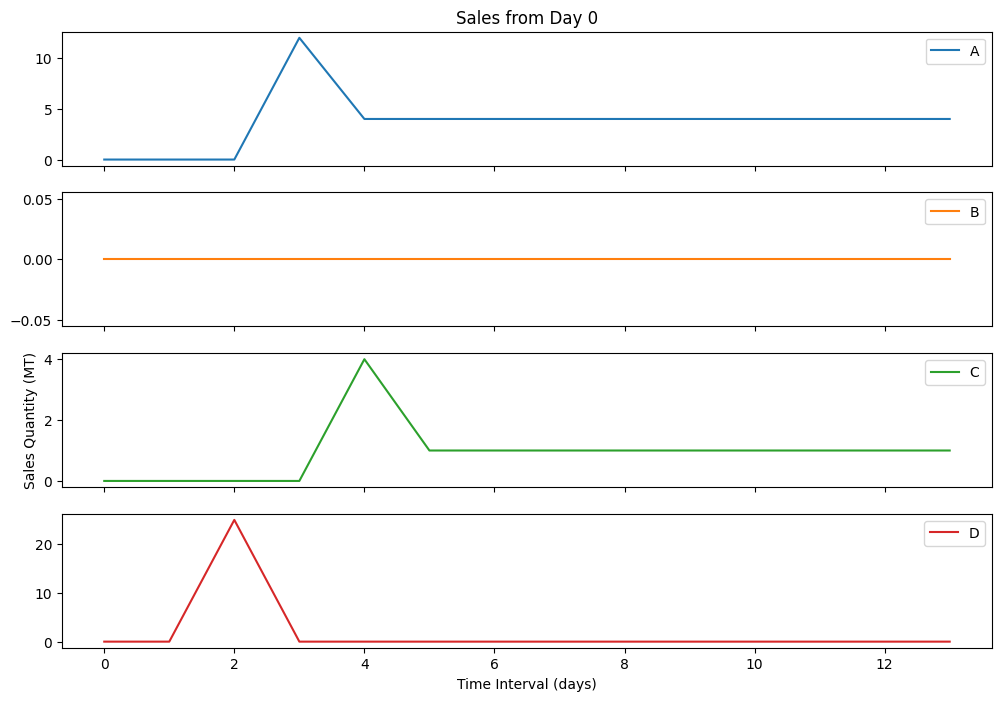 Sales from Day 0
10
5
0
A
0.05
0.00
−0.05
B
Sales Quantity (MT)
4
2
0
C
20
10
0
D
0 2 4 6 8 10 12
Time Interval (days)